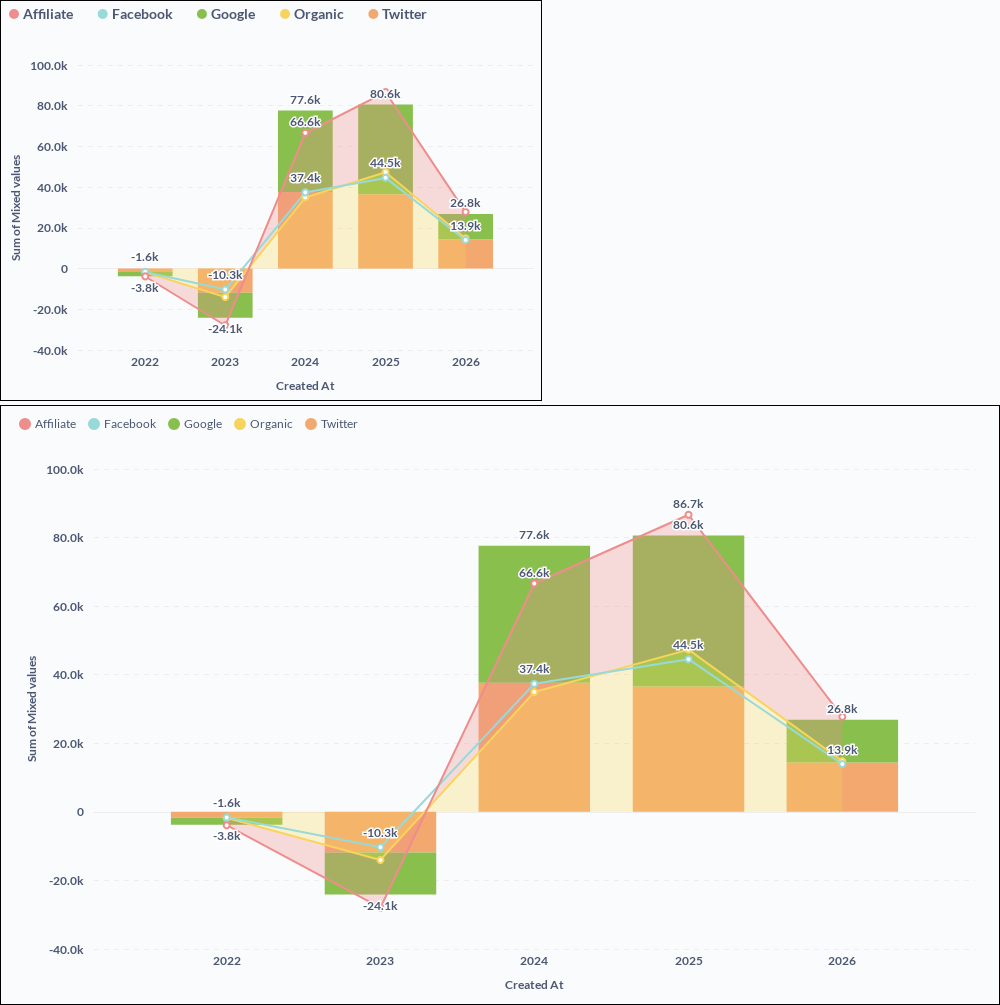 Affiliate Facebook Google Organic Twitter
100.0k
80.0k
60.0k
40.0k
20.0k
0
-20.0k
-40.0k
Sum of Mixed values
77.6k
80.6k
66.6k
37.4k
44.5k
26.8k
13.9k
-1.6k
-3.8k
-10.3k
-24.1k
2022 2023 2024 2025 2026
Created At
Affiliate Facebook Google Organic Twitter
100.0k
80.0k
60.0k
40.0k
20.0k
0
-20.0k
-40.0k
Sum of Mixed values
86.7k
80.6k
77.6k
66.6k
37.4k
44.5k
26.8k
13.9k
-1.6k
-3.8k
-10.3k
-24.1k
2022 2023 2024 2025 2026
Created At